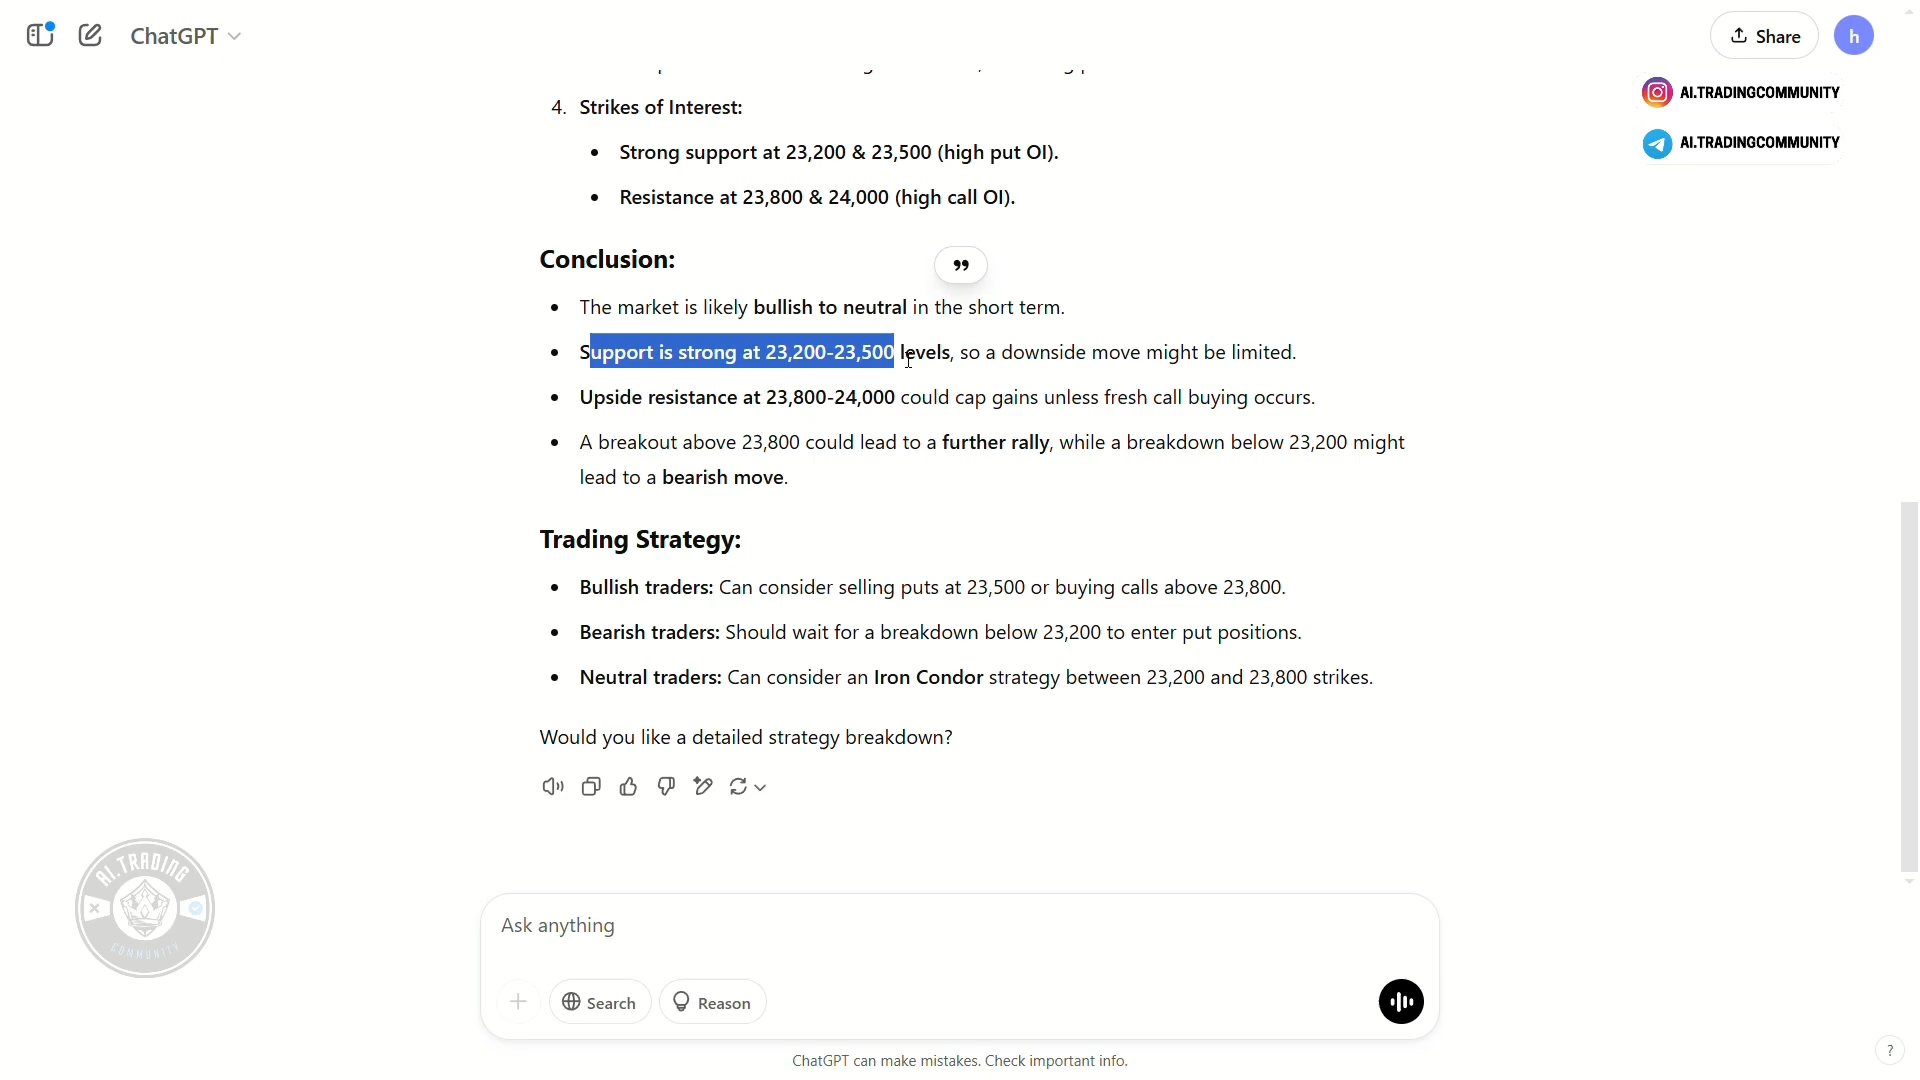 ChatGPT
Share
h
AI.TRADINGCOMMUNITY
AI.TRADINGCOMMUNITY
4. Strikes of Interest:
• Strong support at 23,200 & 23,500 (high put OI).
• Resistance at 23,800 & 24,000 (high call OI).
Conclusion:
• The market is likely bullish to neutral in the short term.
• Support is strong at 23,200-23,500 levels, so a downside move might be limited.
• Upside resistance at 23,800-24,000 could cap gains unless fresh call buying occurs.
• A breakout above 23,800 could lead to a further rally, while a breakdown below 23,200 might
lead to a bearish move.
Trading Strategy:
• Bullish traders: Can consider selling puts at 23,500 or buying calls above 23,800.
• Bearish traders: Should wait for a breakdown below 23,200 to enter put positions.
• Neutral traders: Can consider an Iron Condor strategy between 23,200 and 23,800 strikes.
Would you like a detailed strategy breakdown?
AI.TRADING
COMMUNITY
Ask anything
Search
Reason
ChatGPT can make mistakes. Check important info.
?